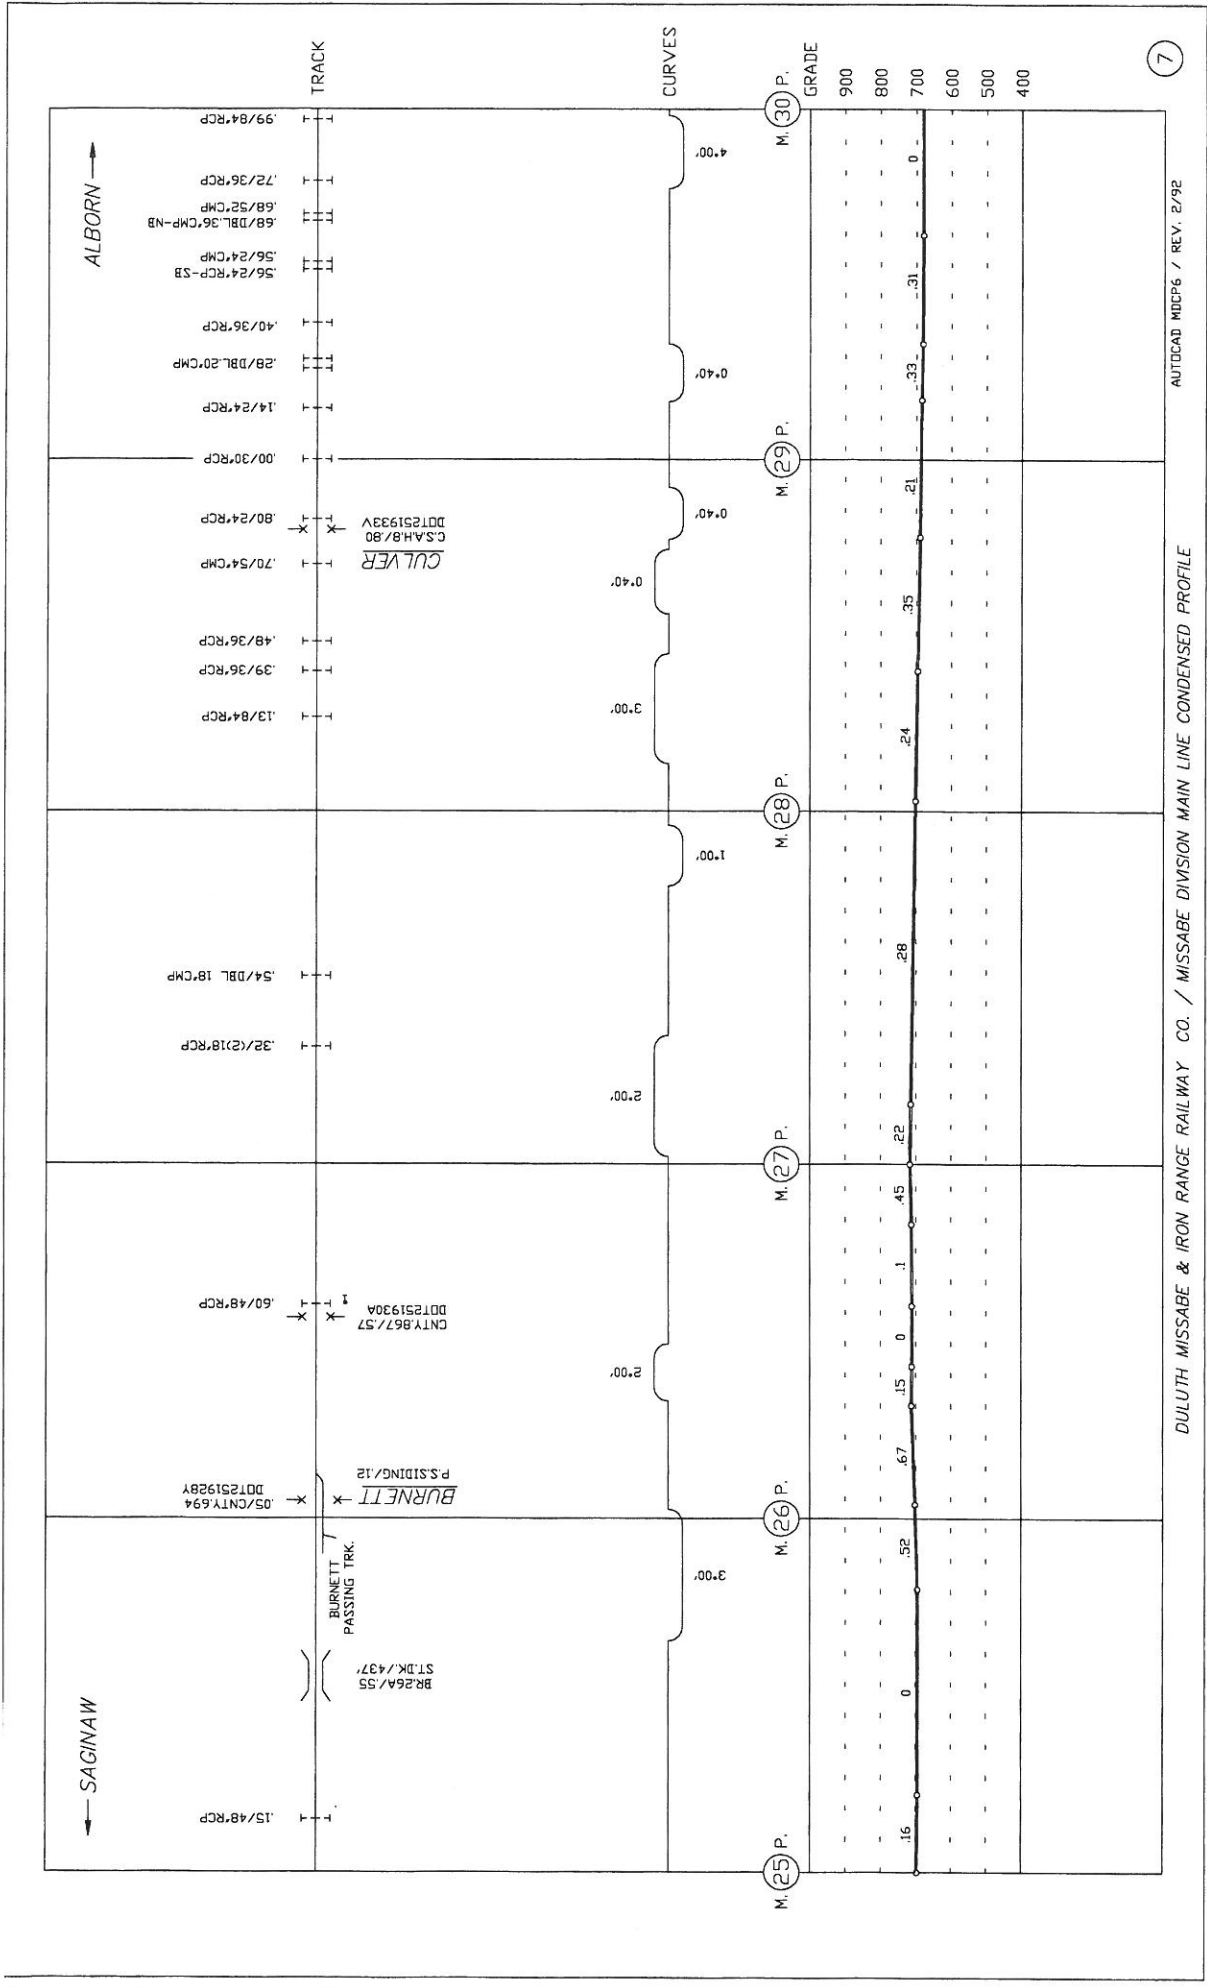 ← SAGINAW
ALBORN →
TRACK
.15/48"RCP
BR.26A/.55
ST.DK./437'
BURNETT
PASSING TRK.
.05/CNTY.694
DOT251928Y
BURNETT
P.S.SIDING/.12
.60/48"RCP
CNTY.867/.57
DOT251930A
.32/(2)18"RCP
.54/DBL 18"CMP
.13/84"RCP
.39/36"RCP
.48/36"RCP
.70/54"CMP
.80/24"RCP
CULVER
C.S.A.H.8/.80
DOT251933V
.00/30"RCP
.14/24"RCP
.28/DBL.20"CMP
.40/36"RCP
.56/24"RCP-SB
.56/24"CMP
.68/DBL.36"CMP-NB
.68/52"CMP
.72/36"RCP
.99/84"RCP
CURVES
3°00'
2°00'
2°00'
1°00'
3°00'
0°40'
0°40'
0°40'
4°00'
M. 25 P.
M. 26 P.
M. 27 P.
M. 28 P.
M. 29 P.
M. 30 P.
GRADE
900
800
700
600
500
400
.16
0
.52
.67
.15
0
.1
.45
.22
.28
.24
.35
.21
.33
.31
0
DULUTH MISSABE & IRON RANGE RAILWAY CO. / MISSABE DIVISION MAIN LINE CONDENSED PROFILE
AUTOCAD MDCP6 / REV. 2/92
7